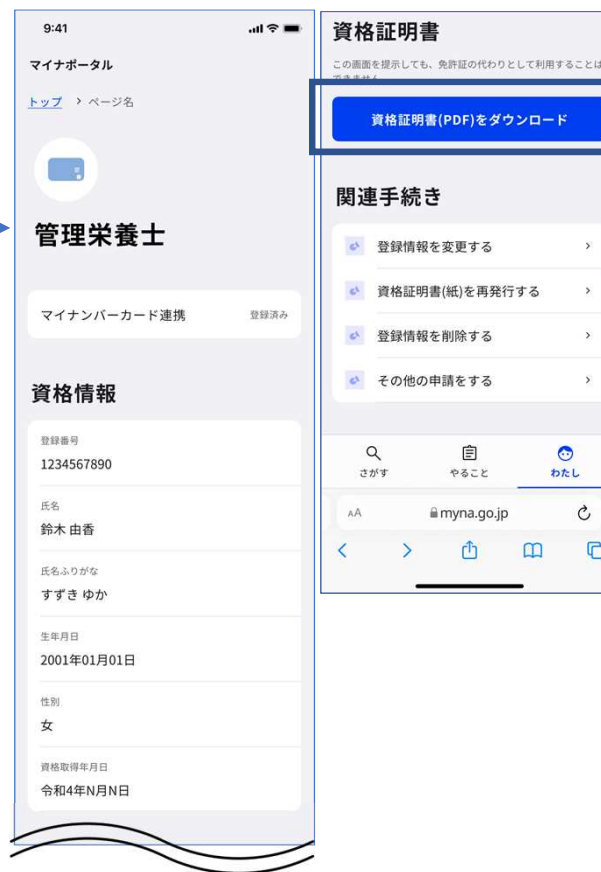 9:41
マイナポータル
トップ > ページ名
管理栄養士
マイナンバーカード連携 登録済み
資格情報
登録番号
1234567890
氏名
鈴木 由香
氏名ふりがな
すずき ゆか
生年月日
2001年01月01日
性別
女
資格取得年月日
令和4年N月N日
資格証明書
この画面を提示しても、免許証の代わりとして利用することは
できません
資格証明書(PDF)をダウンロード
関連手続き
登録情報を変更する
資格証明書(紙)を再発行する
登録情報を削除する
その他の申請をする
さがす やること わたし
AA myna.go.jp